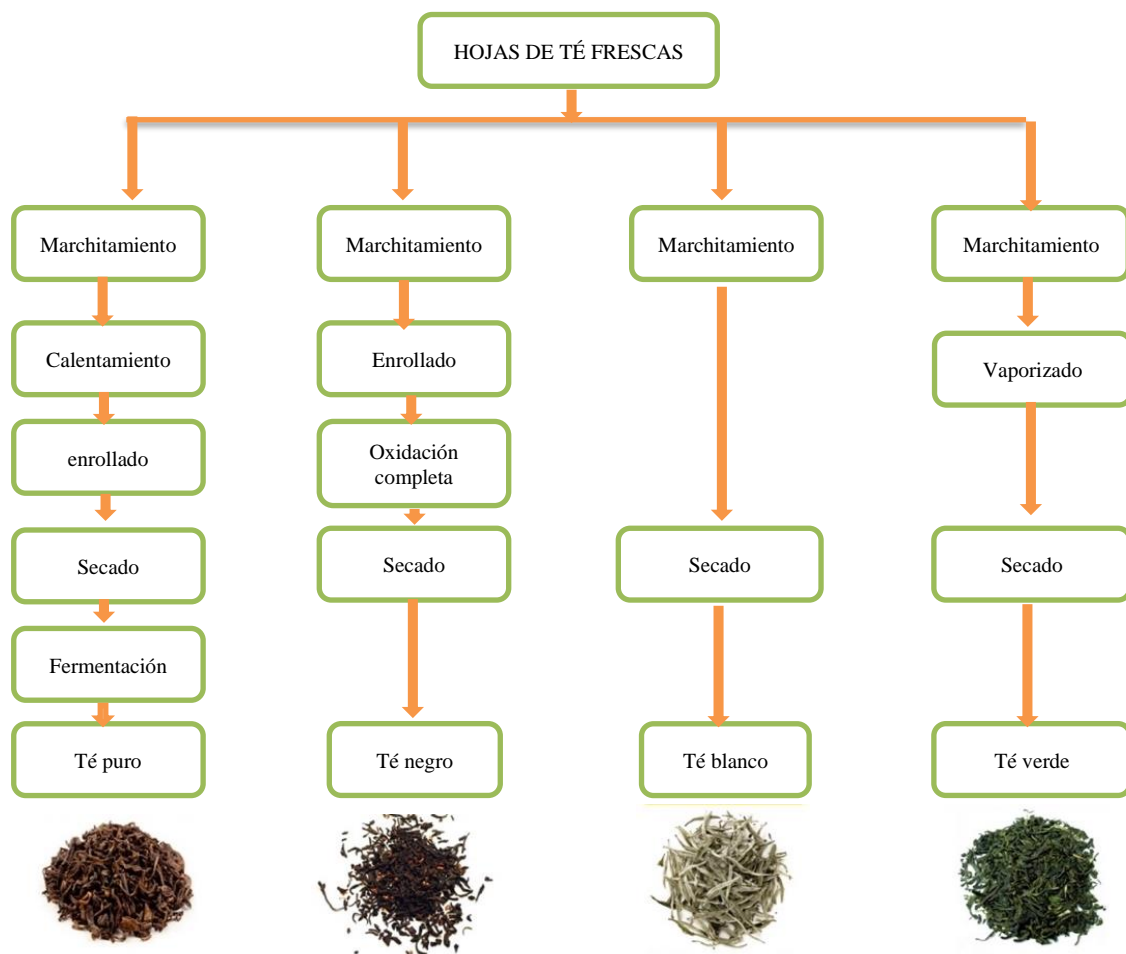 HOJAS DE TÉ FRESCAS
Marchitamiento
Calentamiento
enrollado
Secado
Fermentación
Té puro
Marchitamiento
Enrollado
Oxidación
completa
Secado
Té negro
Marchitamiento
Secado
Té blanco
Marchitamiento
Vaporizado
Secado
Té verde